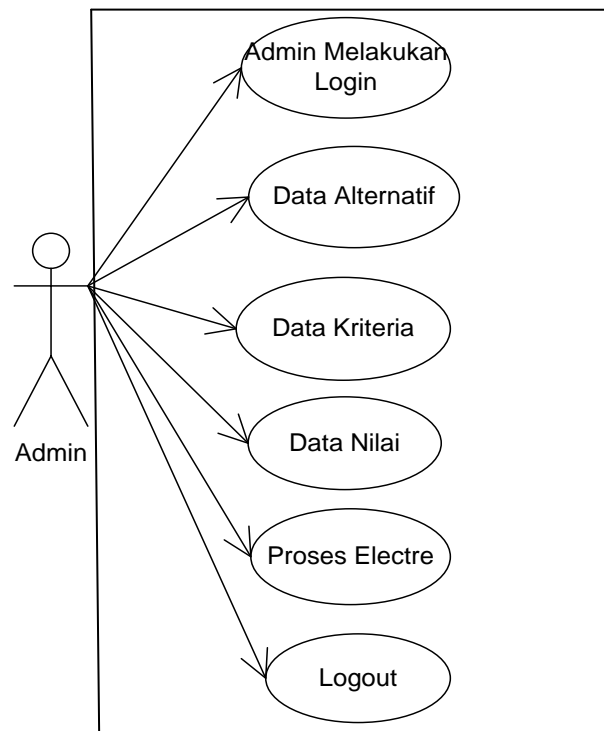 Admin Melakukan
Login
Data Alternatif
Data Kriteria
Data Nilai
Admin
Proses Electre
Logout